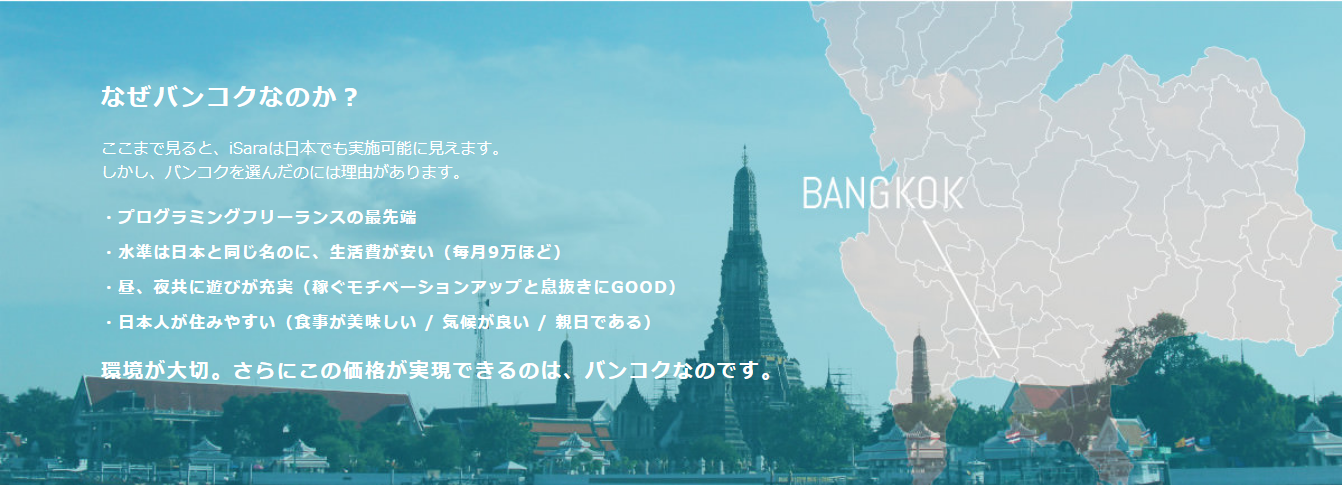 なぜバンコクなのか？
ここまで見ると、iSaraは日本でも実施可能に見えます。
しかし、バンコクを選んだのには理由があります。
・プログラミングフリーランスの最先端
・水準は日本と同じ名のに、生活費が安い（毎月9万ほど）
・昼、夜共に遊びが充実（稼ぐモチベーションアップと息抜きにGOOD）
・日本人が住みやすい（食事が美味しい / 気候が良い / 親日である）
環境が大切。さらにこの価格が実現できるのは、バンコクなのです。
BANGKOK